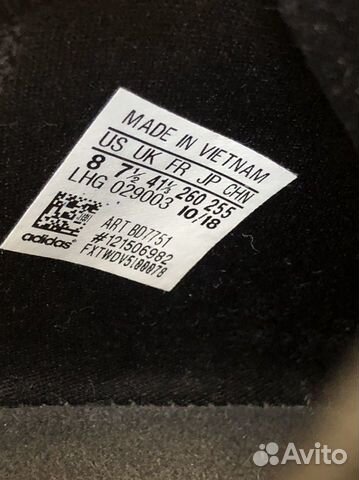 MADE IN VIETNAM
US UK FR JP CHN
8 7½ 41⅓ 260 255
LHG 029003 10/18
ART BD7751
#121506982
FXTWDV5100078
adidas
Avito